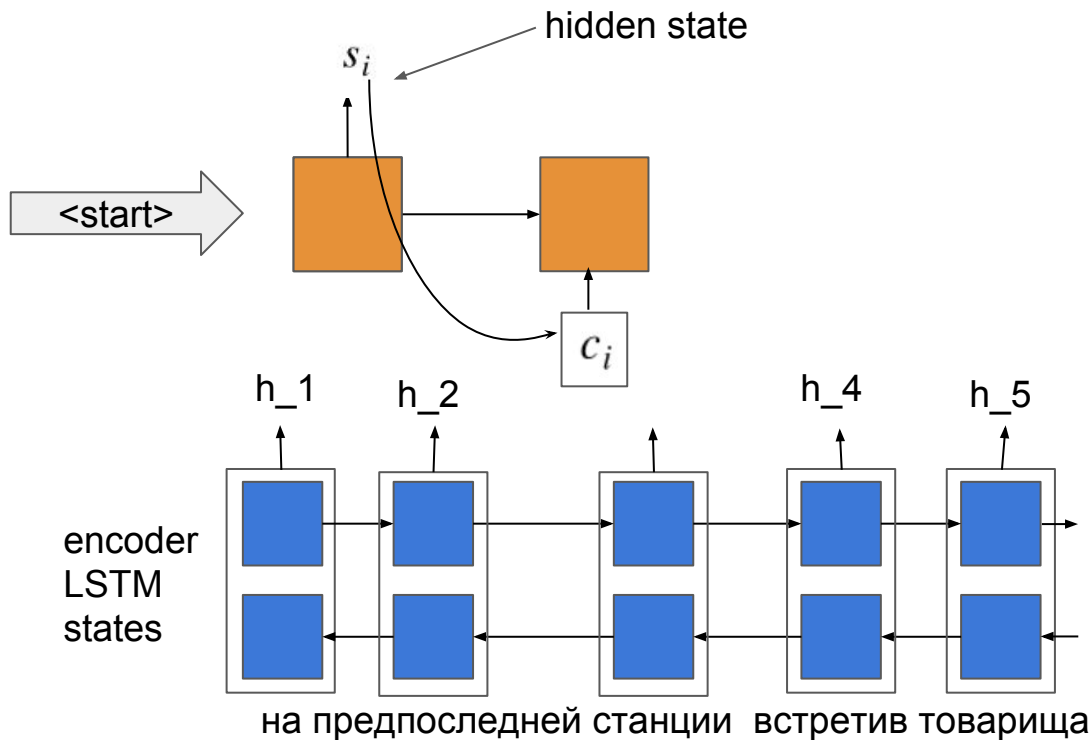 hidden state
s_i
<start>
c_i
h_1
h_2
h_4
h_5
encoder
LSTM
states
на предпоследней станции встретив товарища